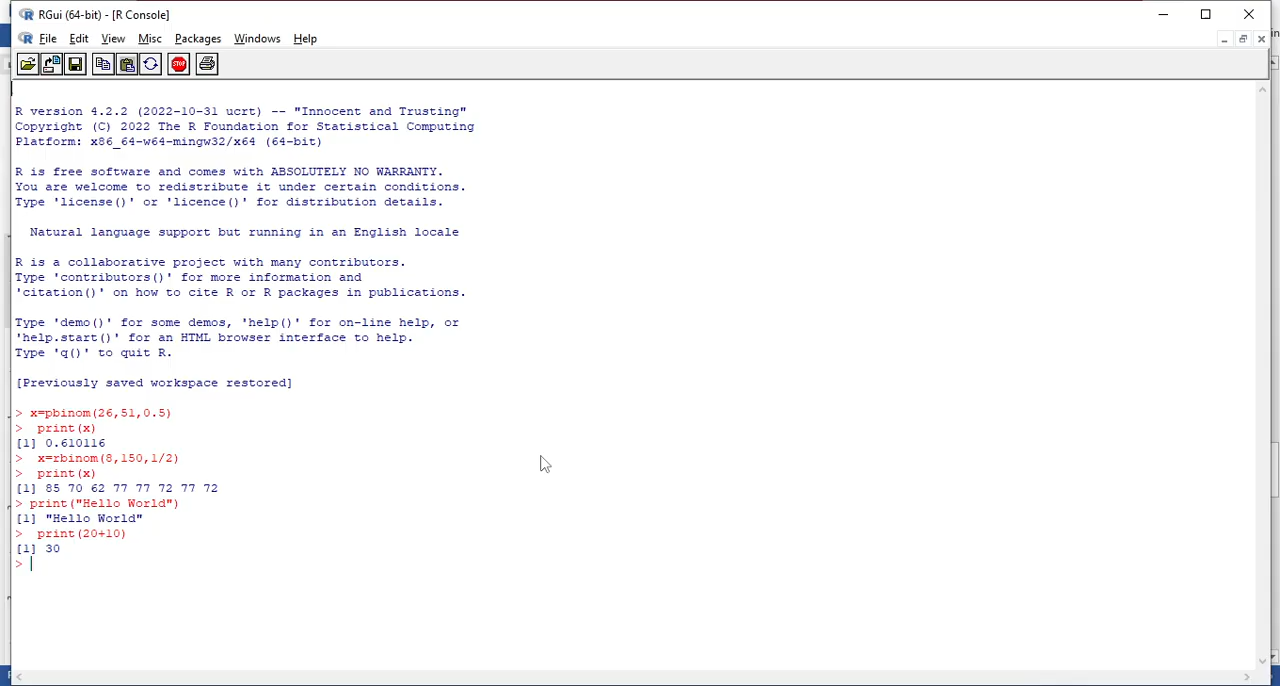 RGui (64-bit) - [R Console]
File Edit View Misc Packages Windows Help
STOP
R version 4.2.2 (2022-10-31 ucrt) -- "Innocent and Trusting"
Copyright (C) 2022 The R Foundation for Statistical Computing
Platform: x86_64-w64-mingw32/x64 (64-bit)
R is free software and comes with ABSOLUTELY NO WARRANTY.
You are welcome to redistribute it under certain conditions.
Type 'license()' or 'licence()' for distribution details.
Natural language support but running in an English locale
R is a collaborative project with many contributors.
Type 'contributors()' for more information and
'citation()' on how to cite R or R packages in publications.
Type 'demo()' for some demos, 'help()' for on-line help, or
'help.start()' for an HTML browser interface to help.
Type 'q()' to quit R.
[Previously saved workspace restored]
> x=pbinom(26,51,0.5)
>  print(x)
[1] 0.610116
>  x=rbinom(8,150,1/2)
>  print(x)
[1] 85 70 62 77 77 72 77 72
> print("Hello World")
[1] "Hello World"
>  print(20+10)
[1] 30
>